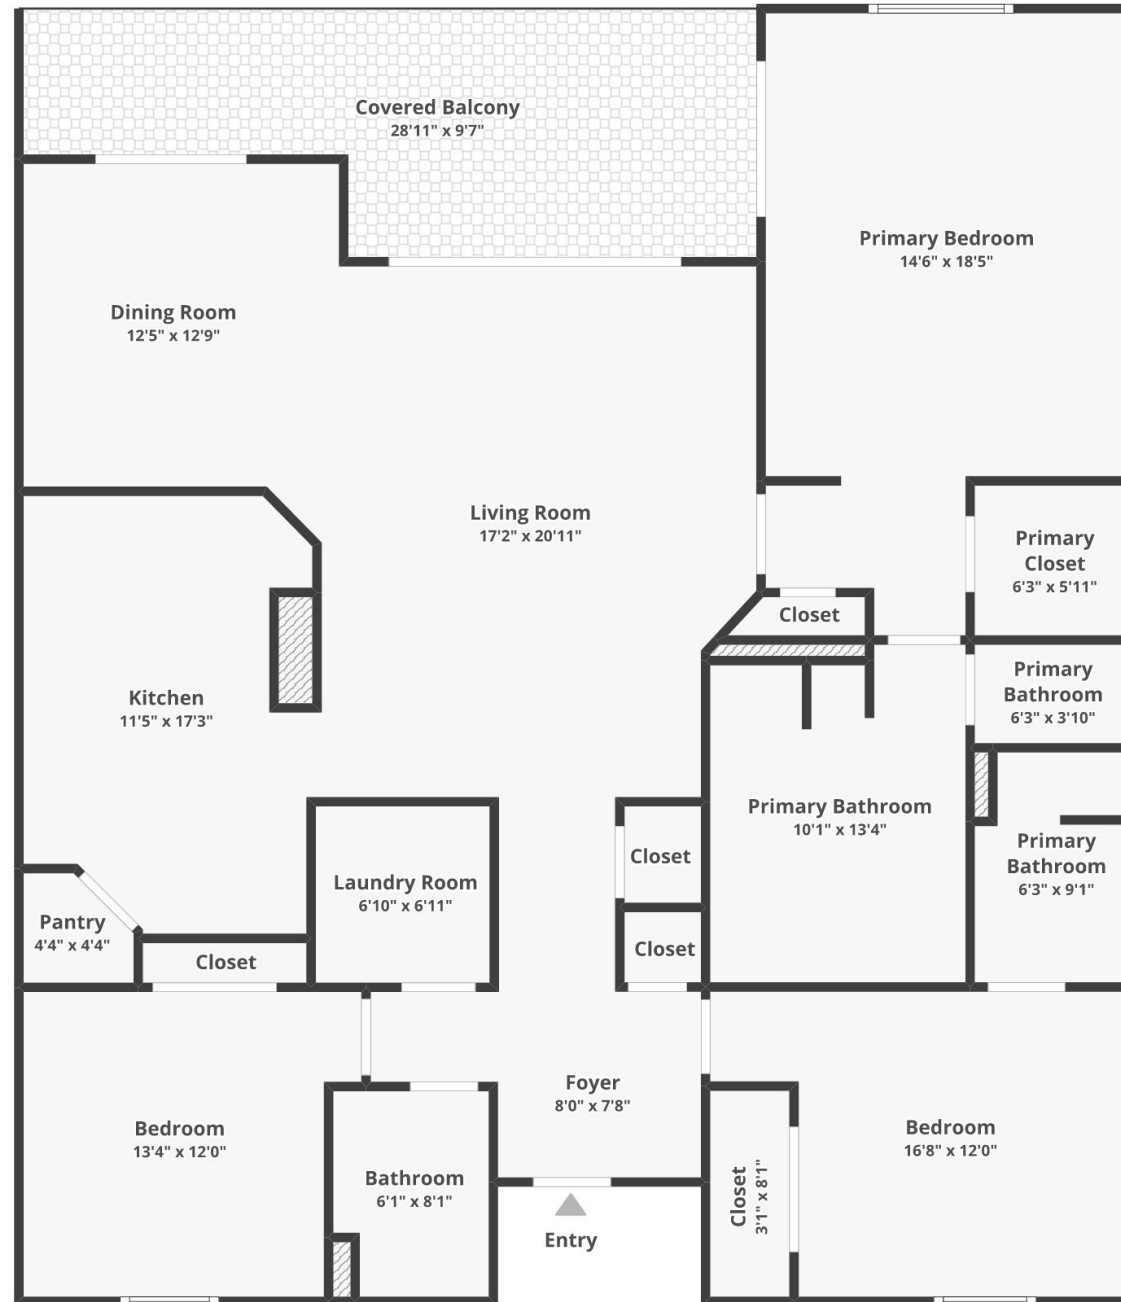 Covered Balcony
28'11" x 9'7"
Primary Bedroom
14'6" x 18'5"
Dining Room
12'5" x 12'9"
Living Room
17'2" x 20'11"
Primary
Closet
6'3" x 5'11"
Closet
Primary
Bathroom
6'3" x 3'10"
Kitchen
11'5" x 17'3"
Primary Bathroom
10'1" x 13'4"
Primary
Bathroom
6'3" x 9'1"
Closet
Laundry Room
6'10" x 6'11"
Pantry
4'4" x 4'4"
Closet
Closet
Foyer
8'0" x 7'8"
Bedroom
13'4" x 12'0"
Bedroom
16'8" x 12'0"
Bathroom
6'1" x 8'1"
Closet
3'1" x 8'1"
Entry